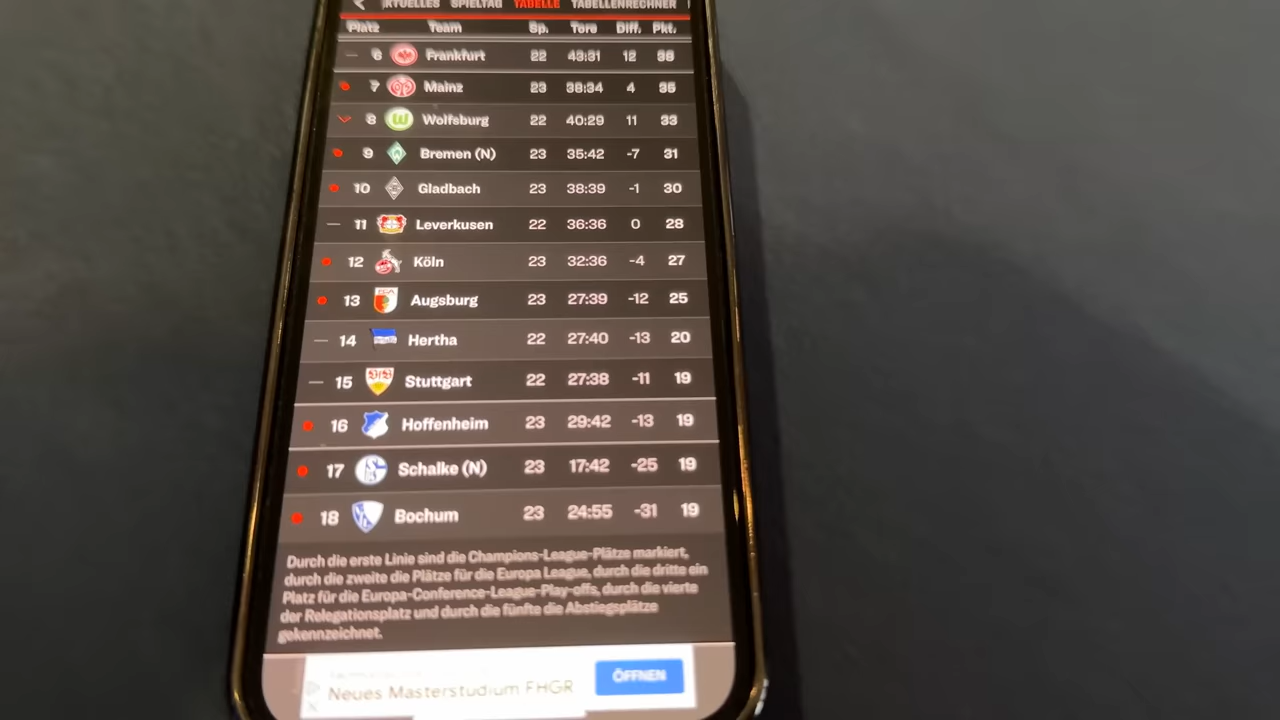 AKTUELLES SPIELTAG TABELLE TABELLENRECHNER
Platz Team Sp. Tore Diff. Pkt.
— 6 Frankfurt 22 43:31 12 38
7 Mainz 23 38:34 4 35
8 Wolfsburg 22 40:29 11 33
9 Bremen (N) 23 35:42 -7 31
10 Gladbach 23 38:39 -1 30
— 11 Leverkusen 22 36:36 0 28
12 Köln 23 32:36 -4 27
13 Augsburg 23 27:39 -12 25
— 14 Hertha 22 27:40 -13 20
— 15 Stuttgart 22 27:38 -11 19
16 Hoffenheim 23 29:42 -13 19
17 Schalke (N) 23 17:42 -25 19
18 Bochum 23 24:55 -31 19
Durch die erste Linie sind die Champions-League-Plätze markiert,
durch die zweite die Plätze für die Europa League, durch die dritte ein
Platz für die Europa-Conference-League-Play-offs, durch die vierte
der Relegationsplatz und durch die fünfte die Abstiegsplätze
gekennzeichnet.
Neues Masterstudium FHGR
ÖFFNEN